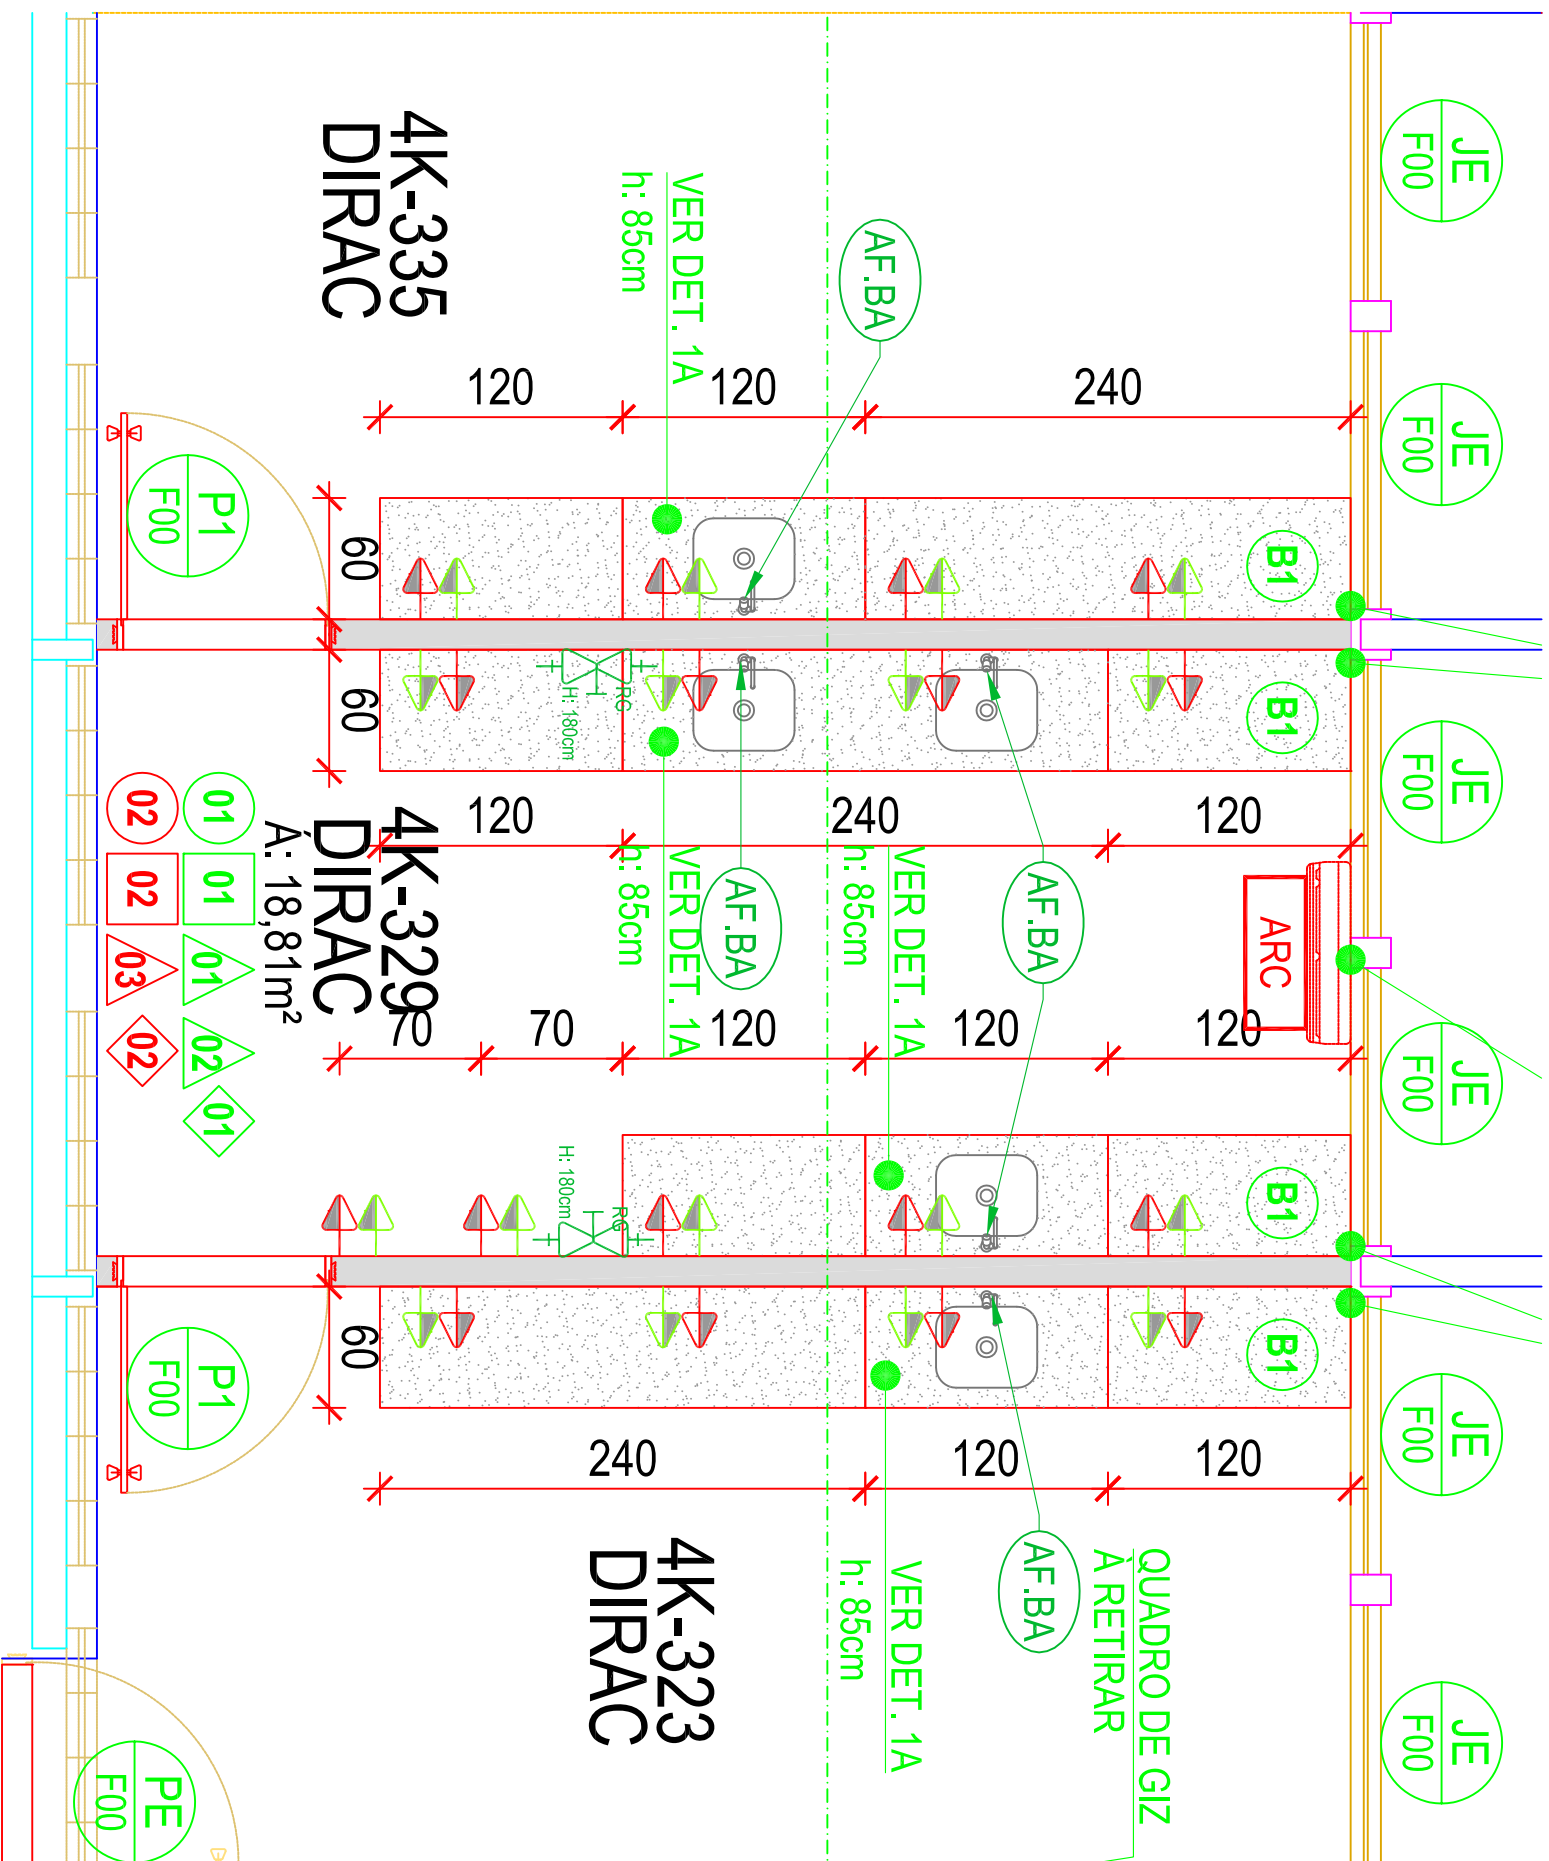 JE
F00
JE
F00
JE
F00
JE
F00
JE
F00
JE
F00
4K-335
DIRAC
VER DET. 1A
h: 85cm
AF.BA
120
120
240
P1
F00
60
B1
60
B1
RG
H: 180cm
120
240
120
4K-329
DIRAC
A: 18,81m²
01
01
01
02
01
02
02
03
02
VER DET. 1A
h: 85cm
AF.BA
VER DET. 1A
h: 85cm
AF.BA
ARC
70
70
120
120
120
H: 180cm
RG
B1
B1
P1
F00
60
240
120
120
4K-323
DIRAC
VER DET. 1A
h: 85cm
AF.BA
QUADRO DE GIZ
À RETIRAR
PE
F00